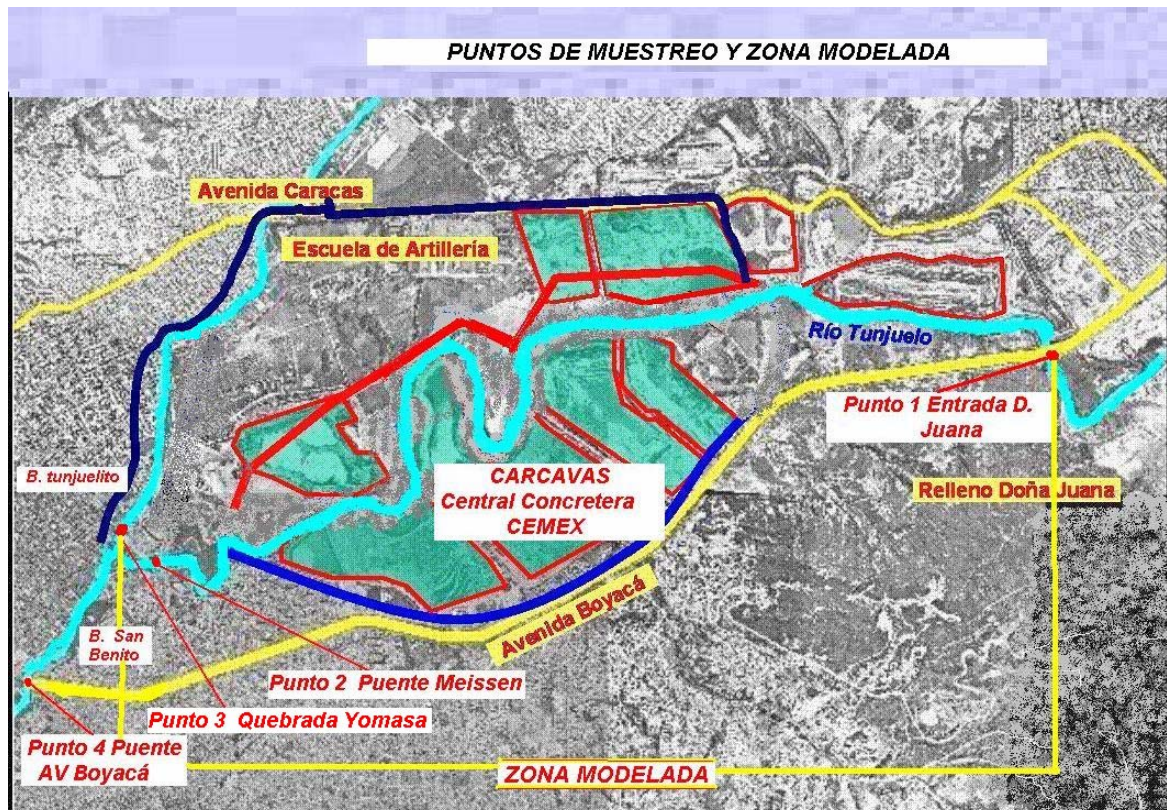 PUNTOS DE MUESTREO Y ZONA MODELADA
Avenida Caracas
Escuela de Artillería
Río Tunjuelo
Punto 1 Entrada D.
Juana
B. tunjuelito
CARCAVAS
Central Concretera
CEMEX
Relleno Doña Juana
Avenida Boyacá
B. San
Benito
Punto 2 Puente Meissen
Punto 3 Quebrada Yomasa
Punto 4 Puente
AV Boyacá
ZONA MODELADA